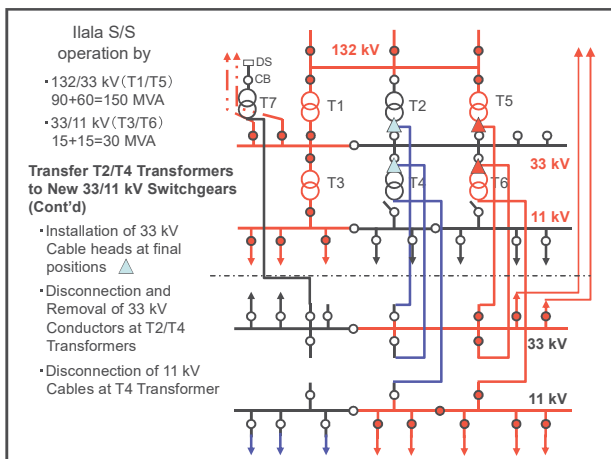 Ilala S/S
operation by
▪132/33 kV(T1/T5)
90+60=150 MVA
▪33/11 kV(T3/T6)
15+15=30 MVA
Transfer T2/T4 Transformers
to New 33/11 kV Switchgears
(Cont'd)
▪Installation of 33 kV
Cable heads at final
positions
▪Disconnection and
Removal of 33 kV
Conductors at T2/T4
Transformers
▪Disconnection of 11 kV
Cables at T4 Transformer
132 kV
DS
CB
T7
T1
T2
T5
33 kV
T3
T4
T6
11 kV
33 kV
11 kV